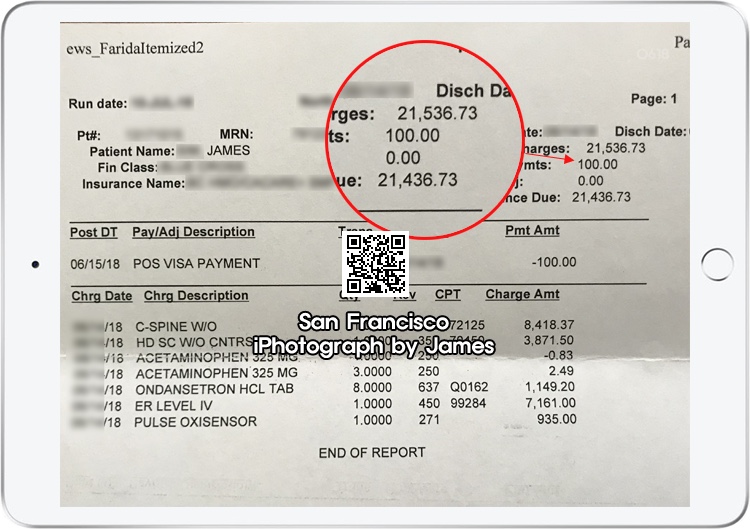 ews_FaridaItemized2
Pa
Run date:
Disch Da
Page: 1
rges: 21,536.73
ts: 100.00
0.00
ue: 21,436.73
Pt#: MRN:
ate: Disch Date:
Patient Name: JAMES
harges: 21,536.73
Fin Class:
mts: 100.00
Insurance Name:
j: 0.00
nce Due: 21,436.73
Post DT Pay/Adj Description Pmt Amt
06/15/18 POS VISA PAYMENT -100.00
Chrg Date Chrg Description Qty CPT Charge Amt
San Francisco
iPhotograph by James
/18 C-SPINE W/O 72125 8,418.37
/18 HD SC W/O CNTRS 3,871.50
/18 ACETAMINOPHEN 325 MG 250 -0.83
/18 ACETAMINOPHEN 325 MG 3.0000 250 2.49
/18 ONDANSETRON HCL TAB 8.0000 637 Q0162 1,149.20
/18 ER LEVEL IV 1.0000 450 99284 7,161.00
/18 PULSE OXISENSOR 1.0000 271 935.00
END OF REPORT